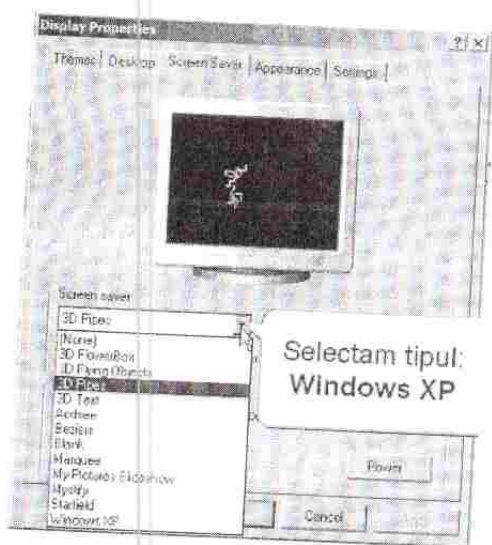 Display Properties
Themes Desktop Screen Saver Appearance Settings
Screen saver
3D Pipes
(None)
3D FlowerBox
3D Flying Objects
3D Pipes
3D Text
Beziers
Blank
Marquee
My Pictures Slideshow
Mystify
Starfield
Windows XP
Selectam tipul:
Windows XP
Power
Cancel